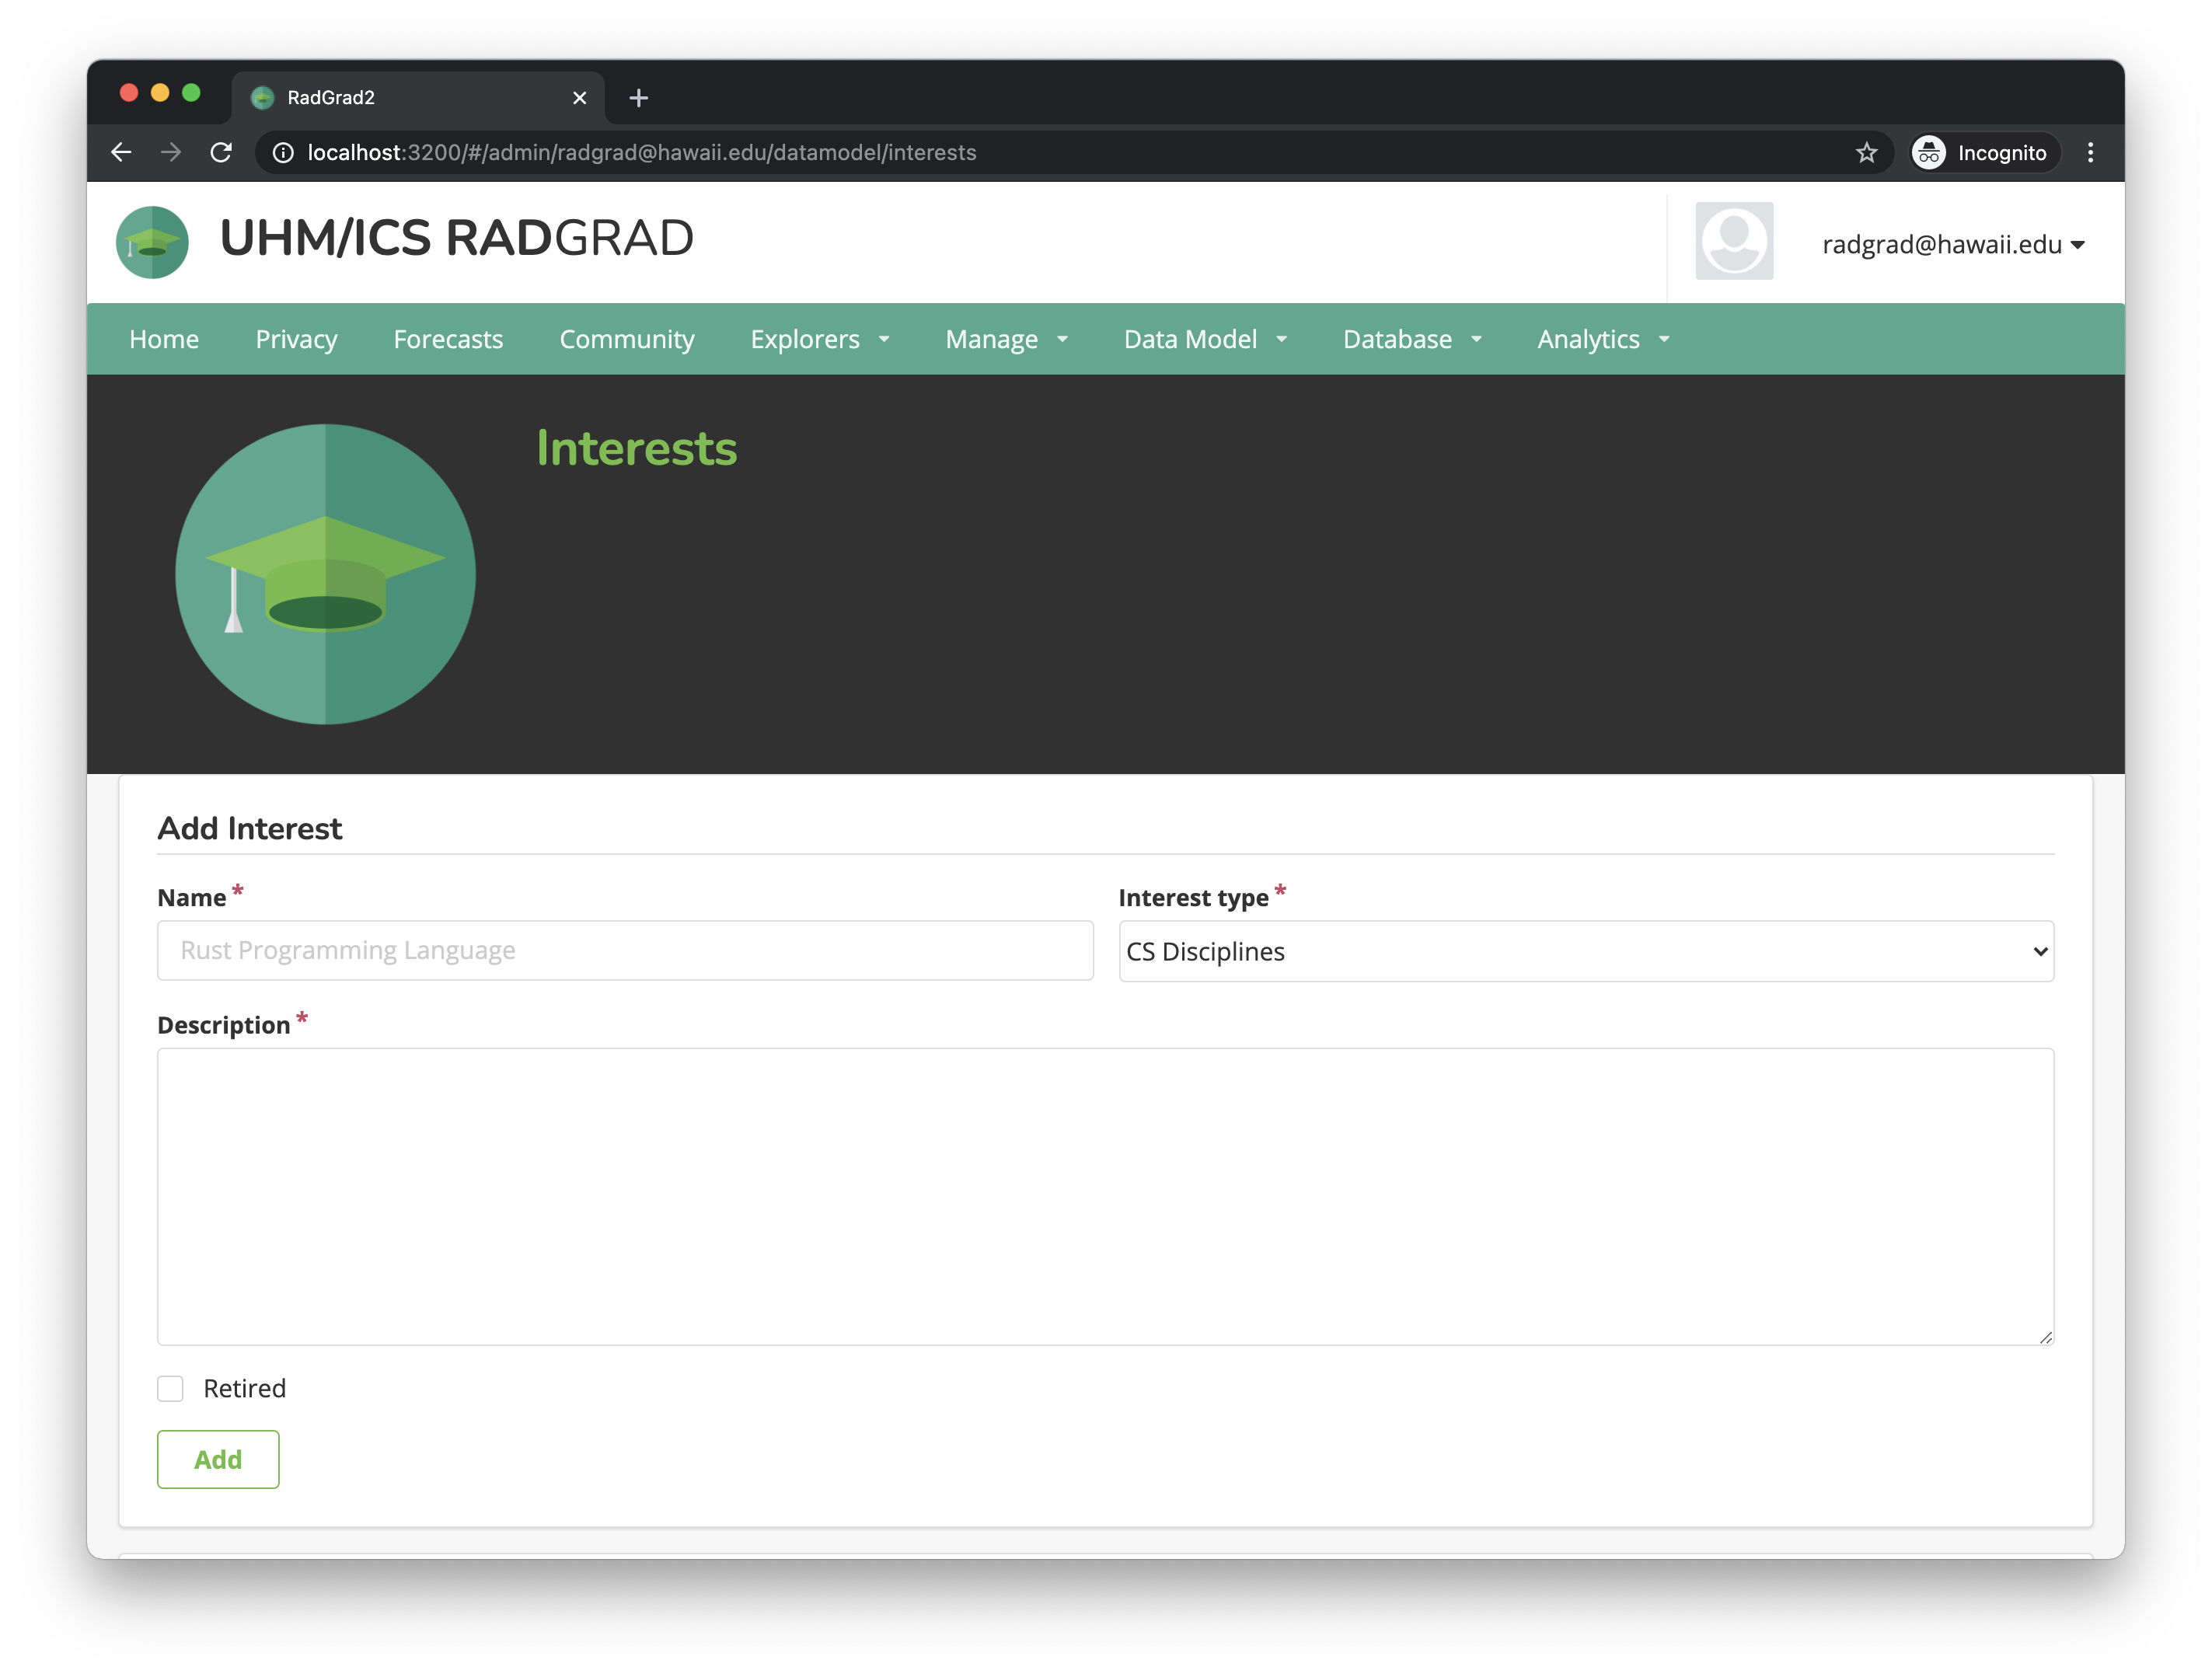 RadGrad2
localhost:3200/#/admin/radgrad@hawaii.edu/datamodel/interests
Incognito
UHM/ICS RADGRAD
radgrad@hawaii.edu
Home Privacy Forecasts Community Explorers Manage Data Model Database Analytics
Interests
Add Interest
Name * Interest type *
Rust Programming Language CS Disciplines
Description *
Retired
Add